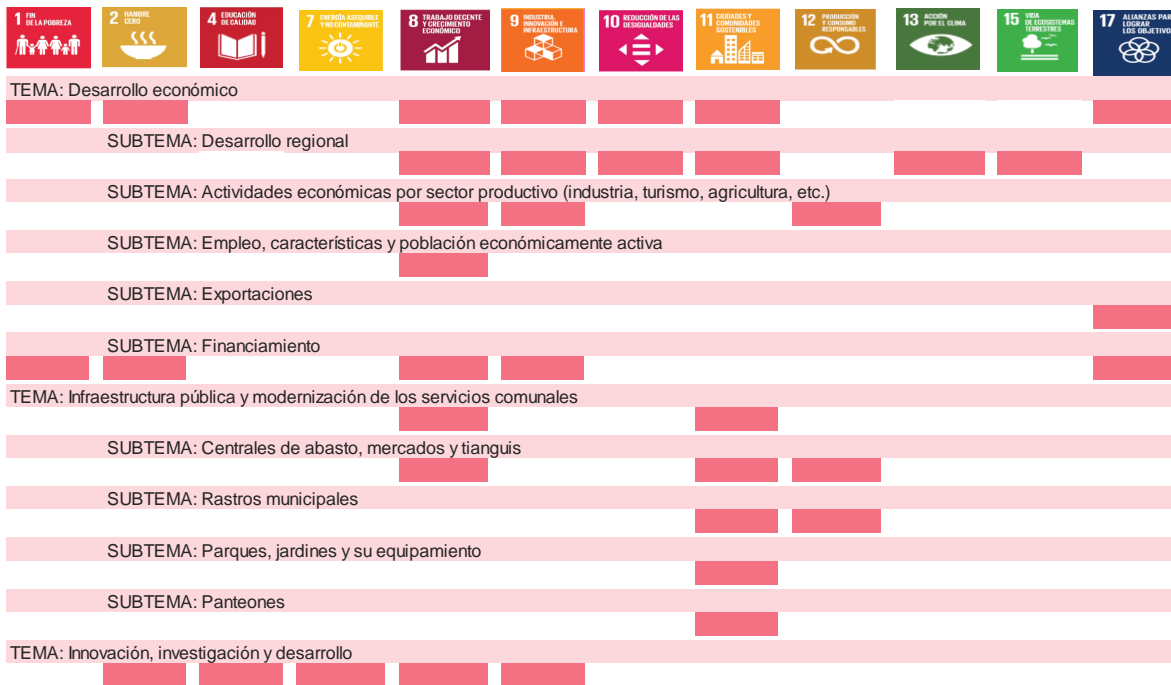 1 FIN
DE LA POBREZA
2 HAMBRE
CERO
4 EDUCACIÓN
DE CALIDAD
7 ENERGÍA ASEQUIBLE
Y NO CONTAMINANTE
8 TRABAJO DECENTE
Y CRECIMIENTO
ECONÓMICO
9 INDUSTRIA,
INNOVACIÓN E
INFRAESTRUCTURA
10 REDUCCIÓN DE LAS
DESIGUALDADES
11 CIUDADES Y
COMUNIDADES
SOSTENIBLES
12 PRODUCCIÓN
Y CONSUMO
RESPONSABLES
13 ACCIÓN
POR EL CLIMA
15 VIDA
DE ECOSISTEMAS
TERRESTRES
17 ALIANZAS PAR
LOGRAR
LOS OBJETIVO
TEMA: Desarrollo económico
SUBTEMA: Desarrollo regional
SUBTEMA: Actividades económicas por sector productivo (industria, turismo, agricultura, etc.)
SUBTEMA: Empleo, características y población económicamente activa
SUBTEMA: Exportaciones
SUBTEMA: Financiamiento
TEMA: Infraestructura pública y modernización de los servicios comunales
SUBTEMA: Centrales de abasto, mercados y tianguis
SUBTEMA: Rastros municipales
SUBTEMA: Parques, jardines y su equipamiento
SUBTEMA: Panteones
TEMA: Innovación, investigación y desarrollo